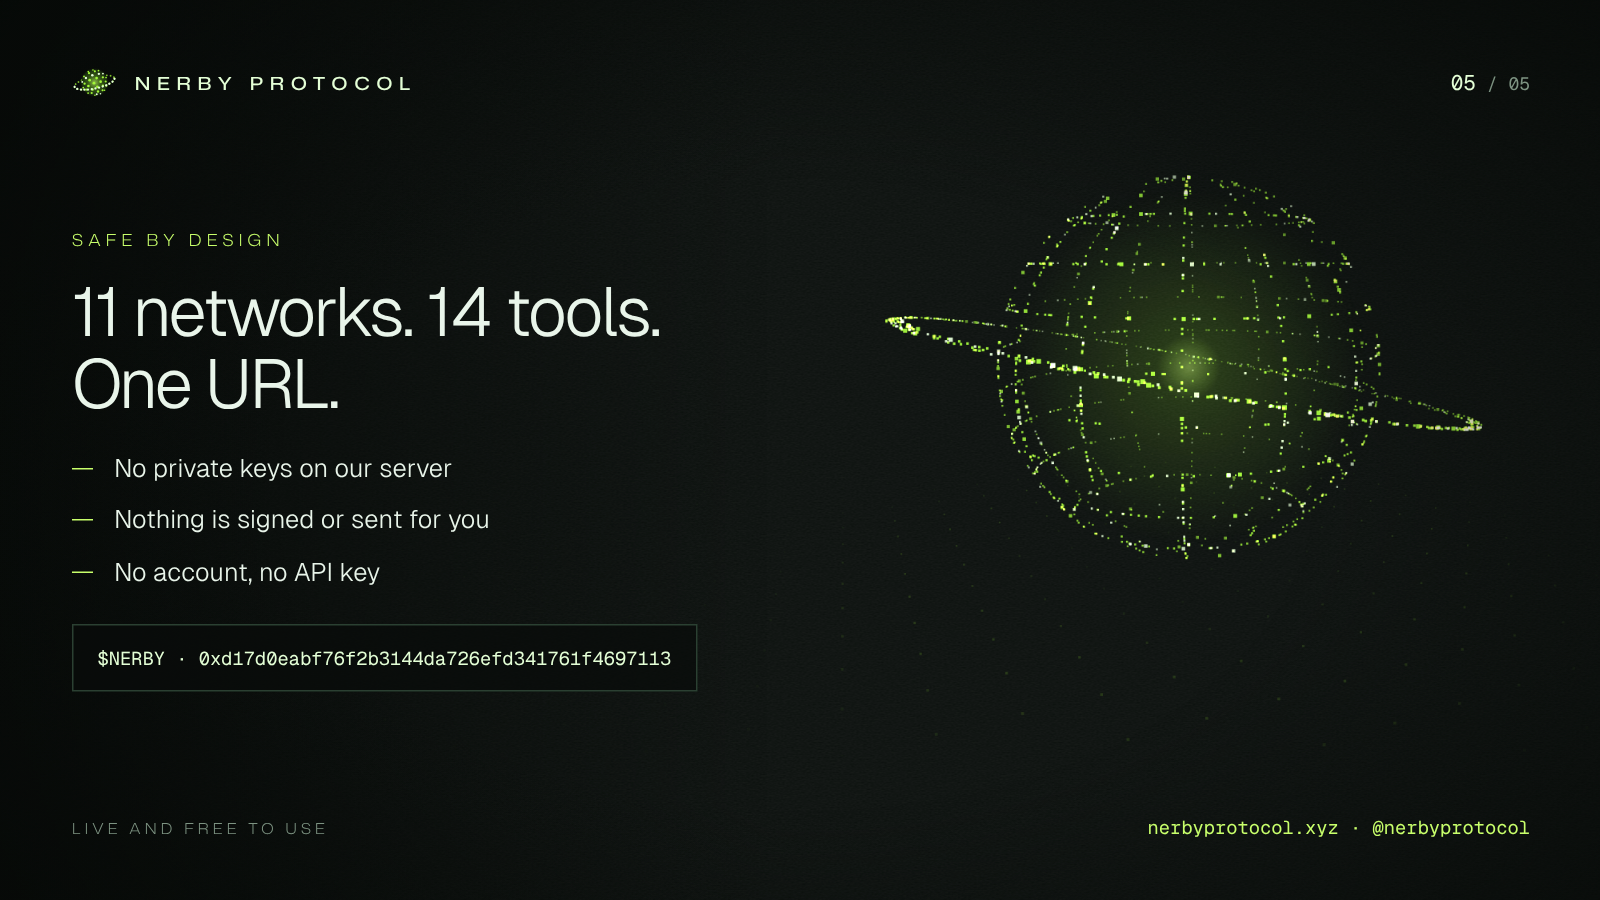 NERBY PROTOCOL
05 / 05
SAFE BY DESIGN
11 networks. 14 tools.
One URL.
— No private keys on our server
— Nothing is signed or sent for you
— No account, no API key
$NERBY · 0xd17d0eabf76f2b3144da726efd341761f4697113
LIVE AND FREE TO USE
nerbyprotocol.xyz · @nerbyprotocol